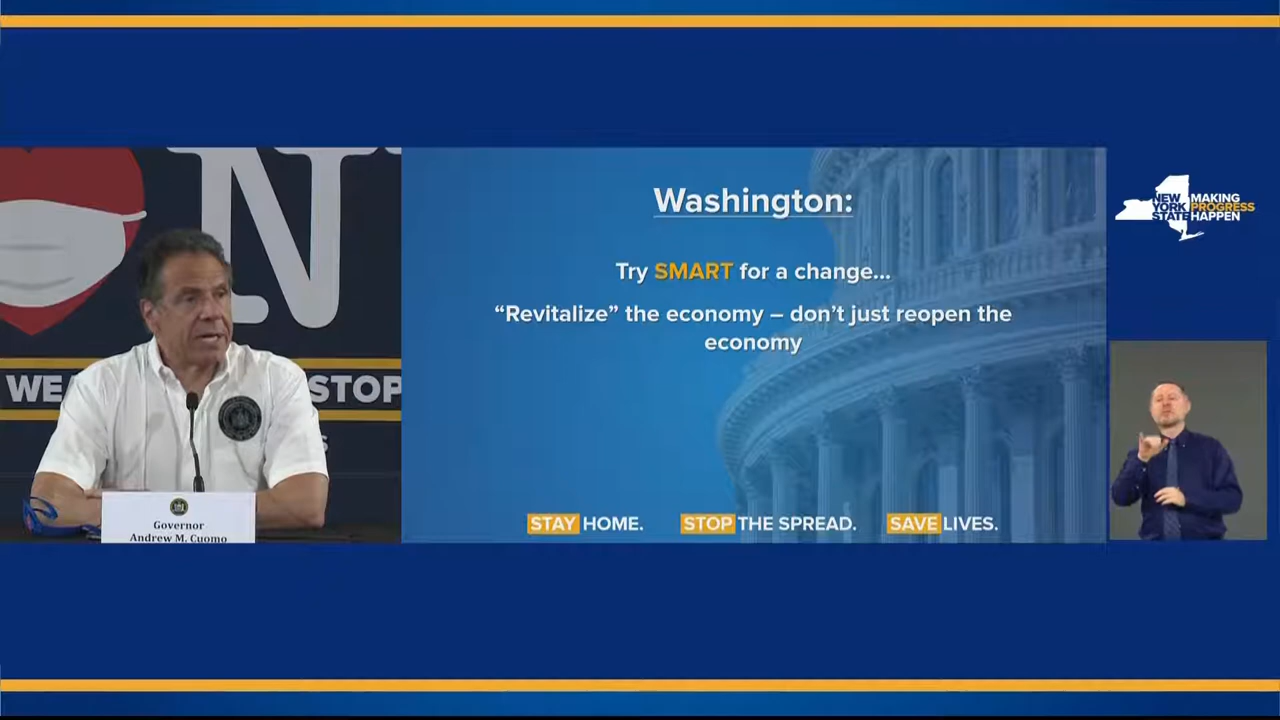 N
WEA
STOP
Governor
Andrew M. Cuomo
Washington:
Try SMART for a change...
“Revitalize” the economy – don’t just reopen the
economy
STAY HOME. STOP THE SPREAD. SAVE LIVES.
NEW
YORK
STATE
MAKING
PROGRESS
HAPPEN